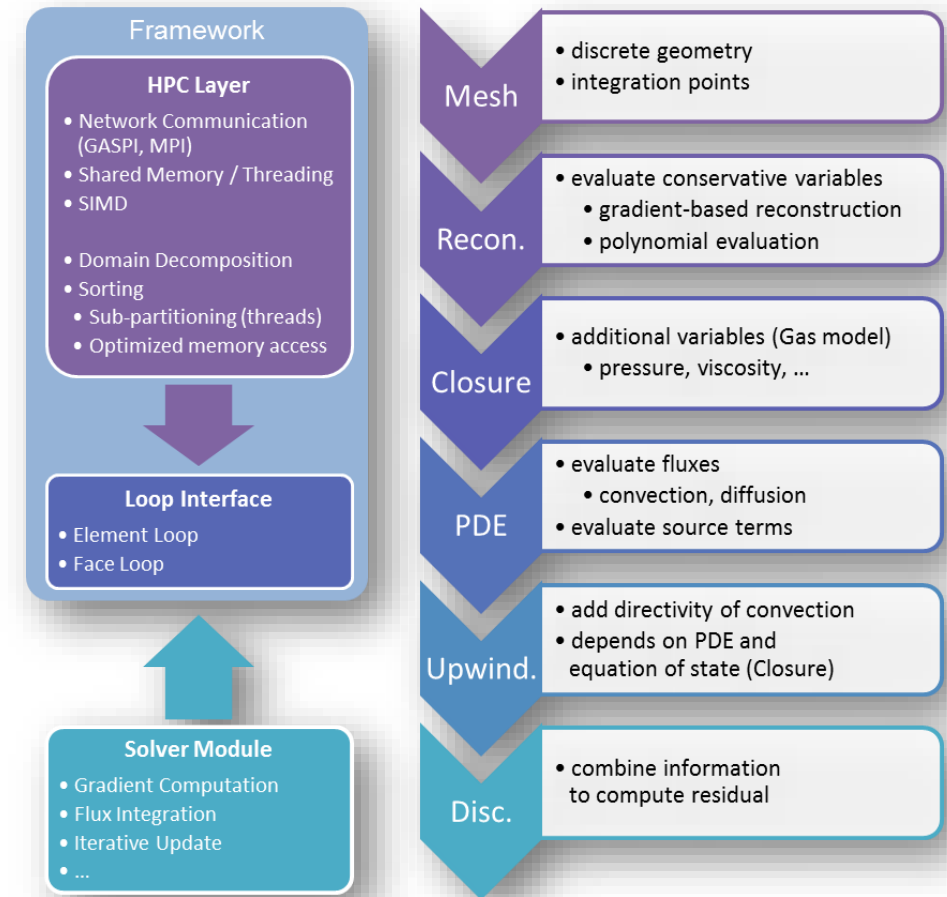 Framework
HPC Layer
• Network Communication
(GASPI, MPI)
• Shared Memory / Threading
• SIMD
• Domain Decomposition
• Sorting
• Sub-partitioning (threads)
• Optimized memory access
Loop Interface
• Element Loop
• Face Loop
Solver Module
• Gradient Computation
• Flux Integration
• Iterative Update
• ...
Mesh
• discrete geometry
• integration points
Recon.
• evaluate conservative variables
• gradient-based reconstruction
• polynomial evaluation
Closure
• additional variables (Gas model)
• pressure, viscosity, ...
PDE
• evaluate fluxes
• convection, diffusion
• evaluate source terms
Upwind.
• add directivity of convection
• depends on PDE and
equation of state (Closure)
Disc.
• combine information
to compute residual